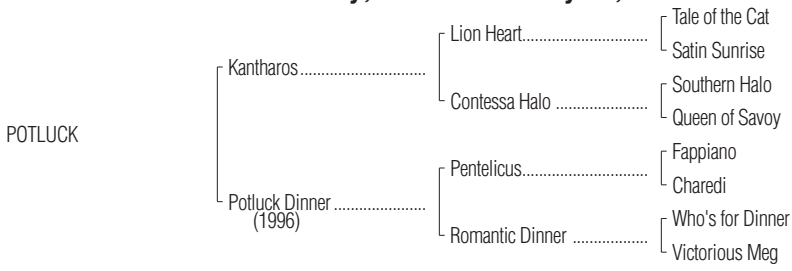 Tale of the Cat
Lion Heart
Satin Sunrise
Kantharos
Southern Halo
Contessa Halo
Queen of Savoy
POTLUCK
Fappiano
Pentelicus
Charedi
Potluck Dinner
(1996)
Who's for Dinner
Romantic Dinner
Victorious Meg